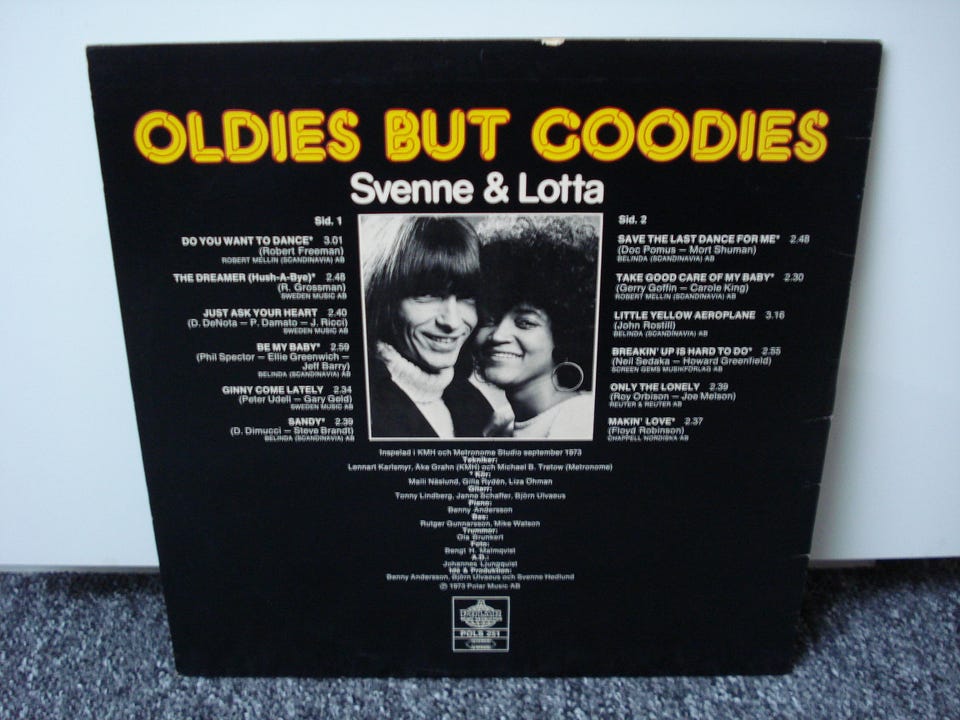 OLDIES BUT GOODIES
Svenne & Lotta
Sid. 1
DO YOU WANT TO DANCE* 3.01
(Robert Freeman)
ROBERT MELLIN (SCANDINAVIA) AB
THE DREAMER (Hush-A-Bye)* 2.48
(R. Grossman)
SWEDEN MUSIC AB
JUST ASK YOUR HEART 2.40
(D. DeNota – P. Damato – J. Ricci)
SWEDEN MUSIC AB
BE MY BABY* 2.59
(Phil Spector – Ellie Greenwich –
Jeff Barry)
BELINDA (SCANDINAVIA) AB
GINNY COME LATELY 2.34
(Peter Udell – Gary Geld)
SWEDEN MUSIC AB
SANDY* 2.39
(D. Dimucci – Steve Brandt)
BELINDA (SCANDINAVIA) AB
Sid. 2
SAVE THE LAST DANCE FOR ME* 2.48
(Doc Pomus – Mort Shuman)
BELINDA (SCANDINAVIA) AB
TAKE GOOD CARE OF MY BABY* 2.30
(Gerry Goffin – Carole King)
ROBERT MELLIN (SCANDINAVIA) AB
LITTLE YELLOW AEROPLANE 3.16
(John Rostill)
BELINDA (SCANDINAVIA) AB
BREAKIN' UP IS HARD TO DO* 2.55
(Neil Sedaka – Howard Greenfield)
SCREEN GEMS MUSIKFÖRLAG AB
ONLY THE LONELY 2.39
(Roy Orbison – Joe Melson)
REUTER & REUTER AB
MAKIN' LOVE* 2.37
(Floyd Robinson)
CHAPPELL NORDISKA AB
Inspelad i KMH och Metronome Studio september 1973
Tekniker:
Lennart Karlsmyr, Åke Grahn (KMH) och Michael B. Tretow (Metronome)
* Kör:
Malli Näslund, Gilla Rydén, Liza Öhman
Gitarr:
Tonny Lindberg, Janne Schaffer, Björn Ulvaeus
Piano:
Benny Andersson
Bas:
Rutger Gunnarsson, Mike Watson
Trummor:
Ola Brunkert
Foto:
Bengt H. Malmqvist
A.D.:
Johannes Ljungquist
Idé & Produktion:
Benny Andersson, Björn Ulvaeus och Svenne Hedlund
℗ 1973 Polar Music AB
POLS 251